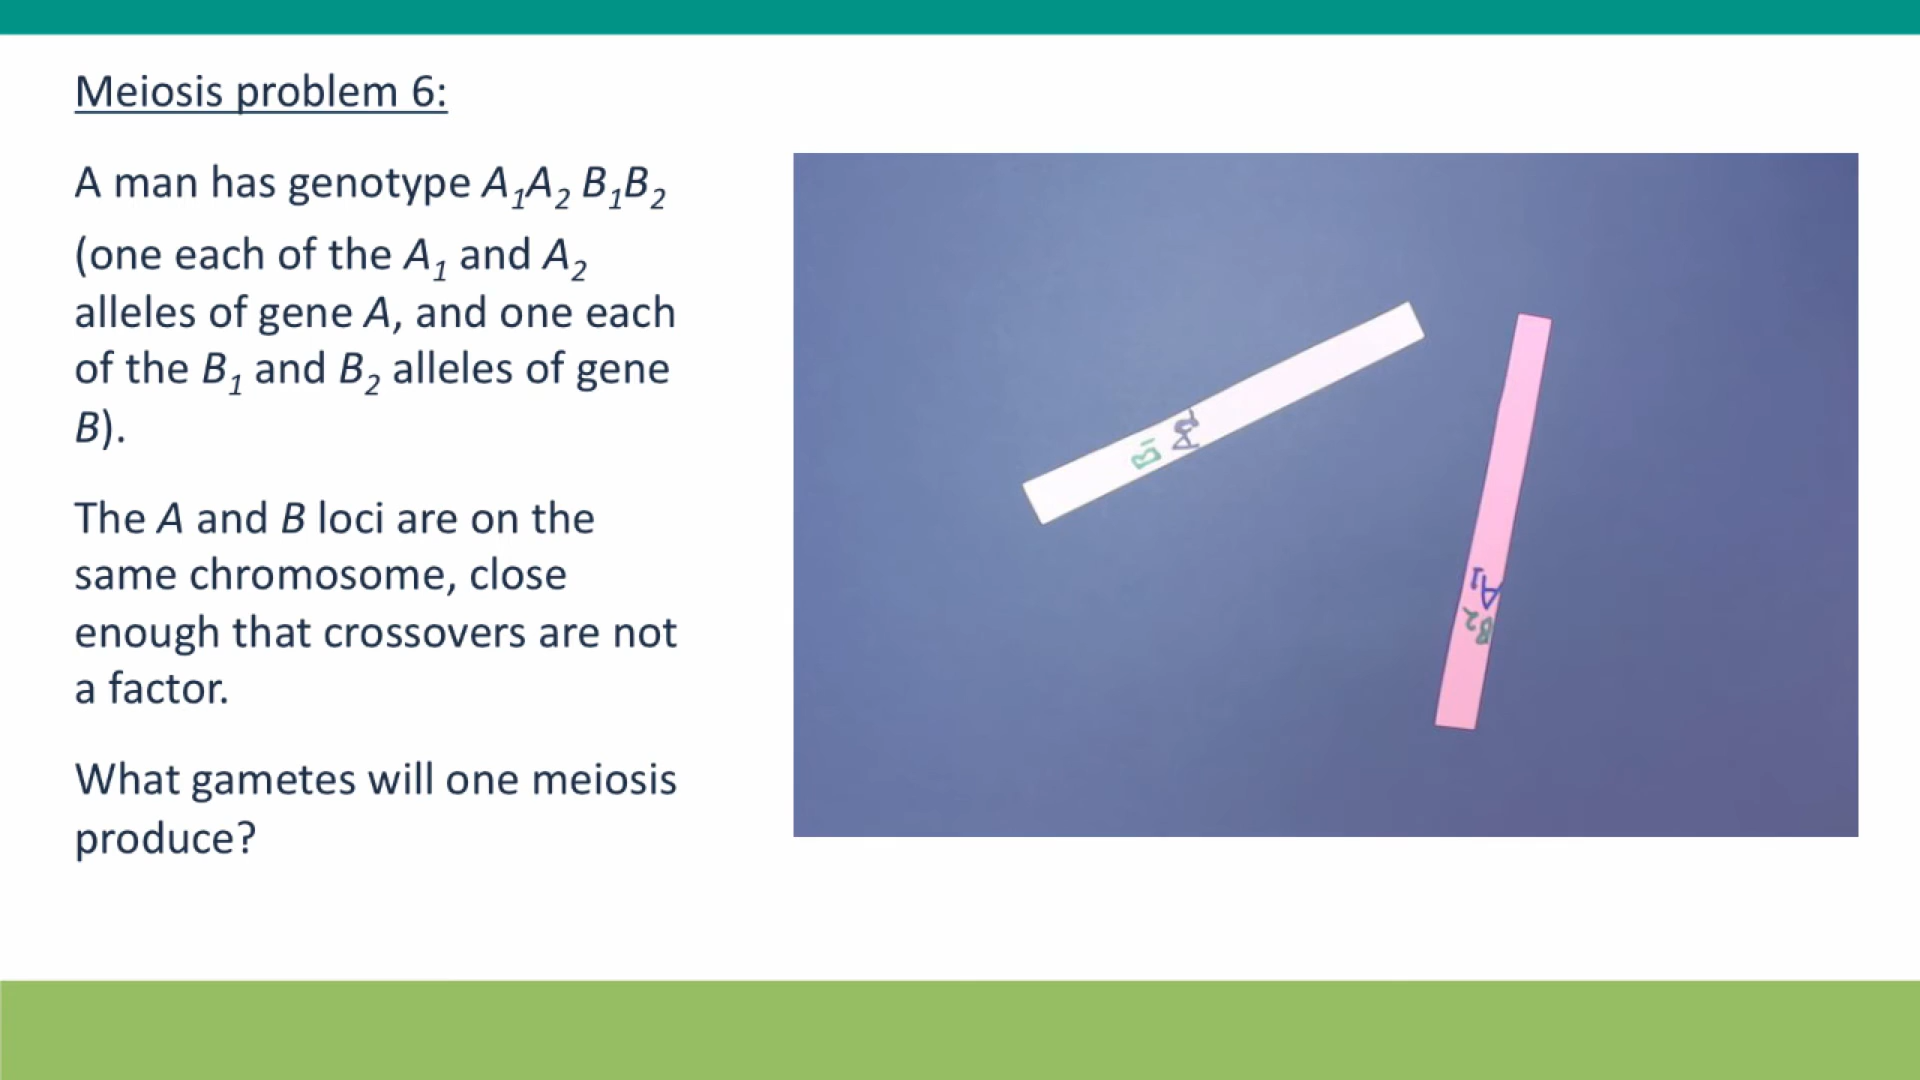 Meiosis problem 6:
A man has genotype A₁A₂ B₁B₂
(one each of the A₁ and A₂
alleles of gene A, and one each
of the B₁ and B₂ alleles of gene
B).
The A and B loci are on the
same chromosome, close
enough that crossovers are not
a factor.
What gametes will one meiosis
produce?
B1 A2
A1
B2